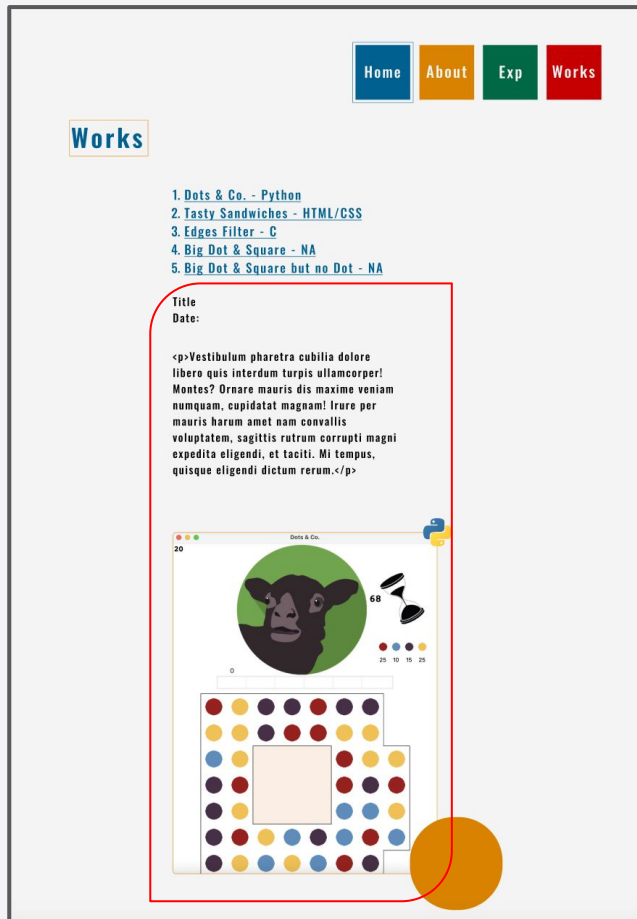 Home About Exp Works
Works
1. Dots & Co. - Python
2. Tasty Sandwiches - HTML/CSS
3. Edges Filter - C
4. Big Dot & Square - NA
5. Big Dot & Square but no Dot - NA
Title
Date:
<p>Vestibulum pharetra cubilia dolore
libero quis interdum turpis ullamcorper!
Montes? Ornare mauris dis maxime veniam
numquam, cupidatat magnam! Irure per
mauris harum amet nam convallis
voluptatem, sagittis rutrum corrupti magni
expedita eligendi, et taciti. Mi tempus,
quisque eligendi dictum rerum.</p>
Dots & Co.
20
68
25 10 15 25
0